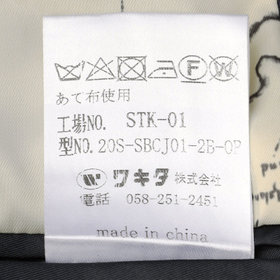 F W
あて布使用
工場NO. STK-01
型NO. 20S-SBCJ01-2B-OP
ワキタ 株式会社
電話 058-251-2451
made in china